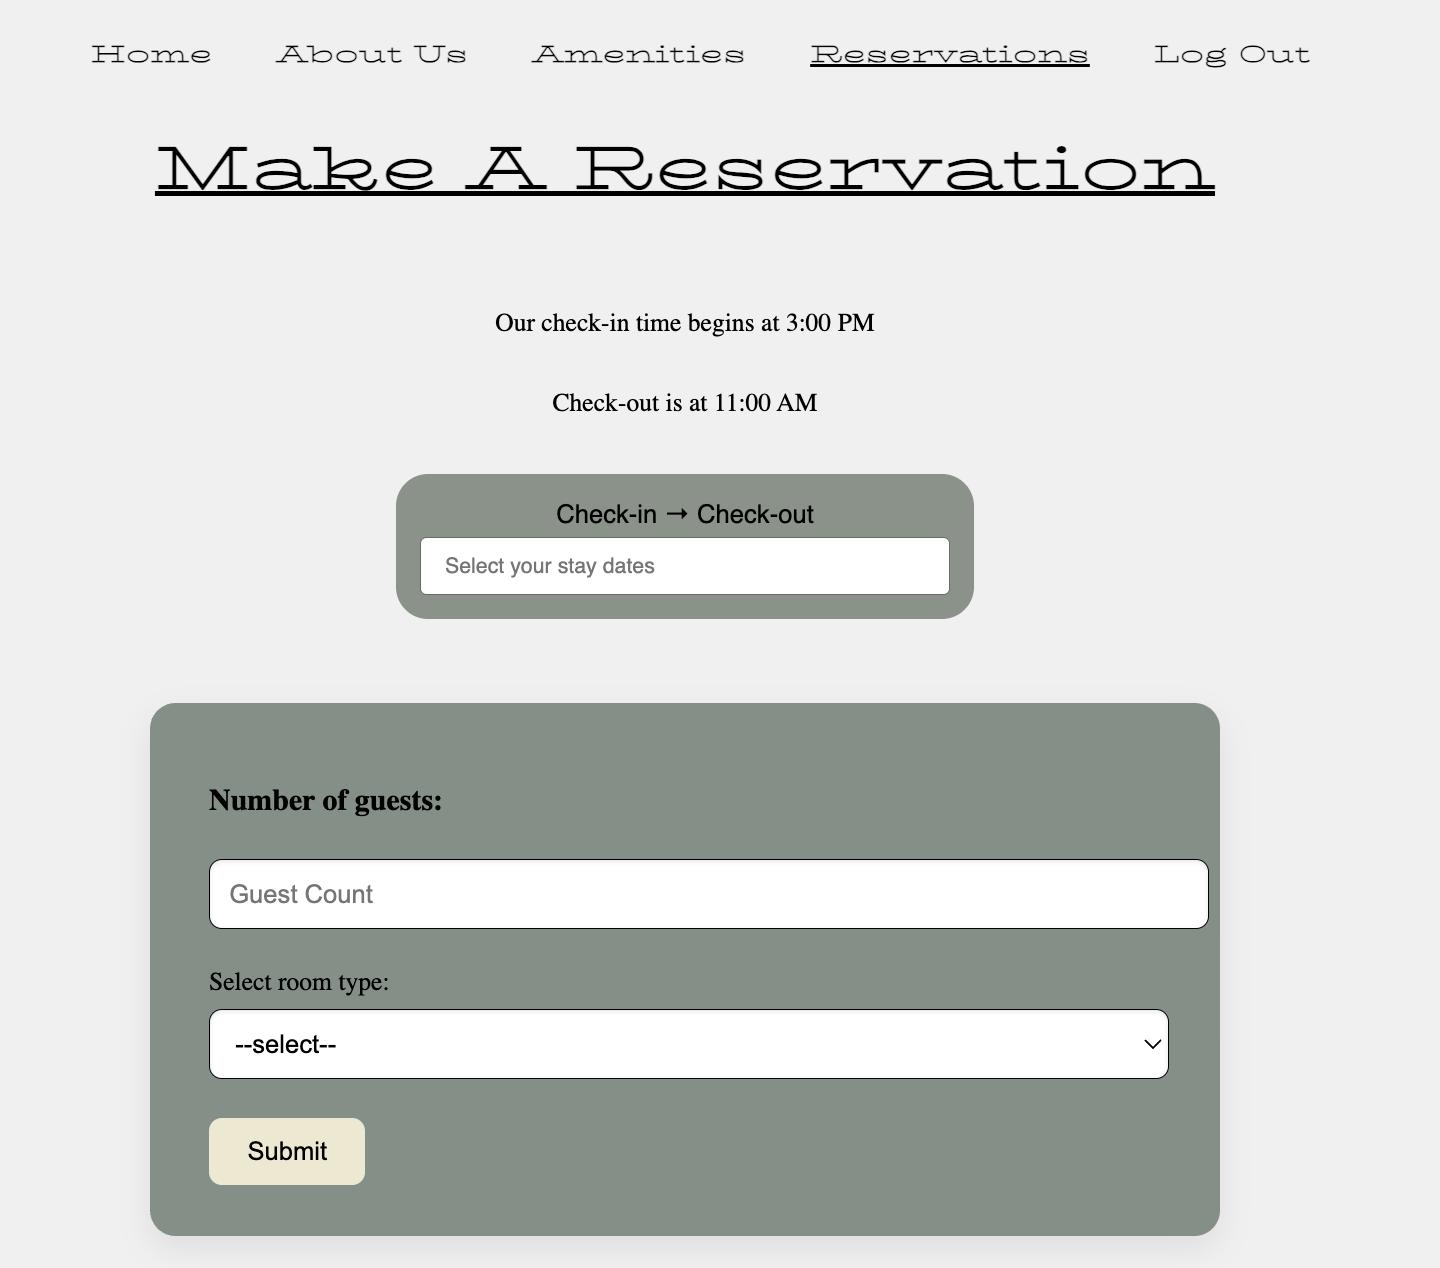 Home About Us Amenities Reservations Log Out
Make A Reservation
Our check-in time begins at 3:00 PM
Check-out is at 11:00 AM
Check-in → Check-out
Select your stay dates
Number of guests:
Guest Count
Select room type:
--select--
Submit